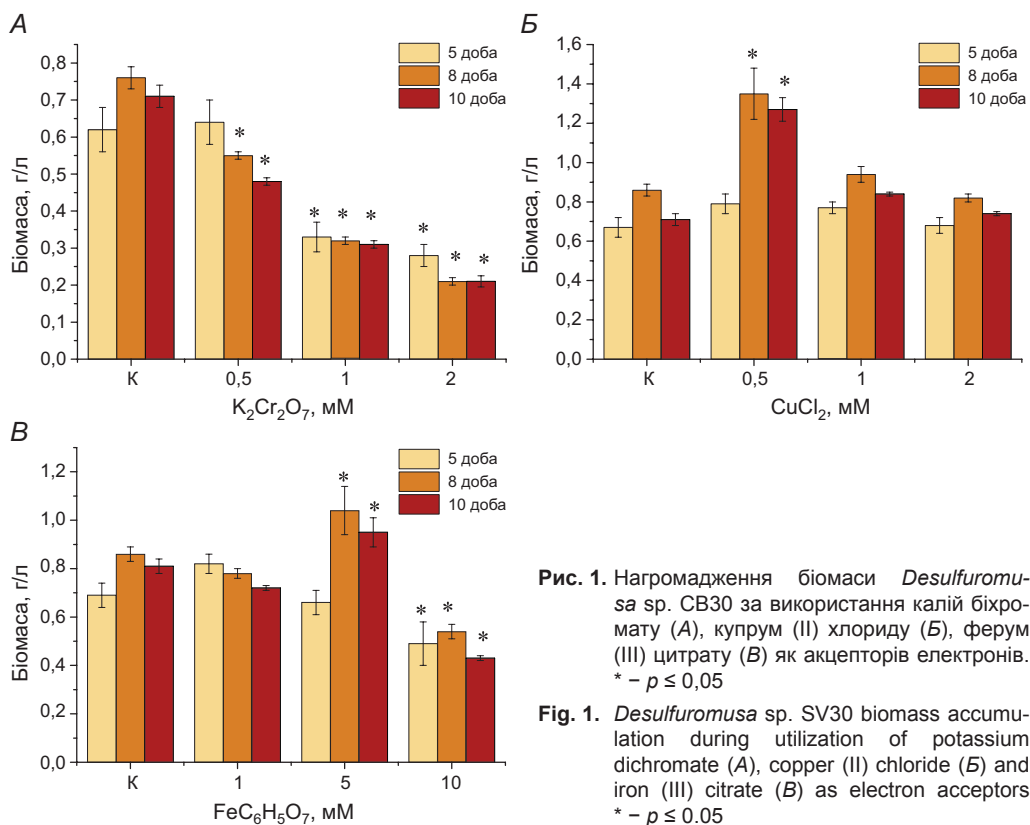 А
Біомаса, г/л
0,8
0,7
0,6
0,5
0,4
0,3
0,2
0,1
0,0
5 доба
8 доба
10 доба
* * * * * * * *
К 0,5 1 2
K₂Cr₂O₇, мМ
Б
Біомаса, г/л
1,6
1,4
1,2
1,0
0,8
0,6
0,4
0,2
0,0
5 доба
8 доба
10 доба
* *
К 0,5 1 2
CuCl₂, мМ
В
Біомаса, г/л
1,2
1,0
0,8
0,6
0,4
0,2
0,0
5 доба
8 доба
10 доба
* * * * *
К 1 5 10
FeC₆H₅O₇, мМ
Рис. 1. Нагромадження біомаси Desulfuromu-
sa sp. СВ30 за використання калій біхро-
мату (А), купрум (II) хлориду (Б), ферум
(III) цитрату (В) як акцепторів електронів.
* – p ≤ 0,05
Fig. 1. Desulfuromusa sp. SV30 biomass accumu-
lation during utilization of potassium
dichromate (А), copper (II) chloride (Б) and
iron (III) citrate (В) as electron acceptors
* – p ≤ 0.05